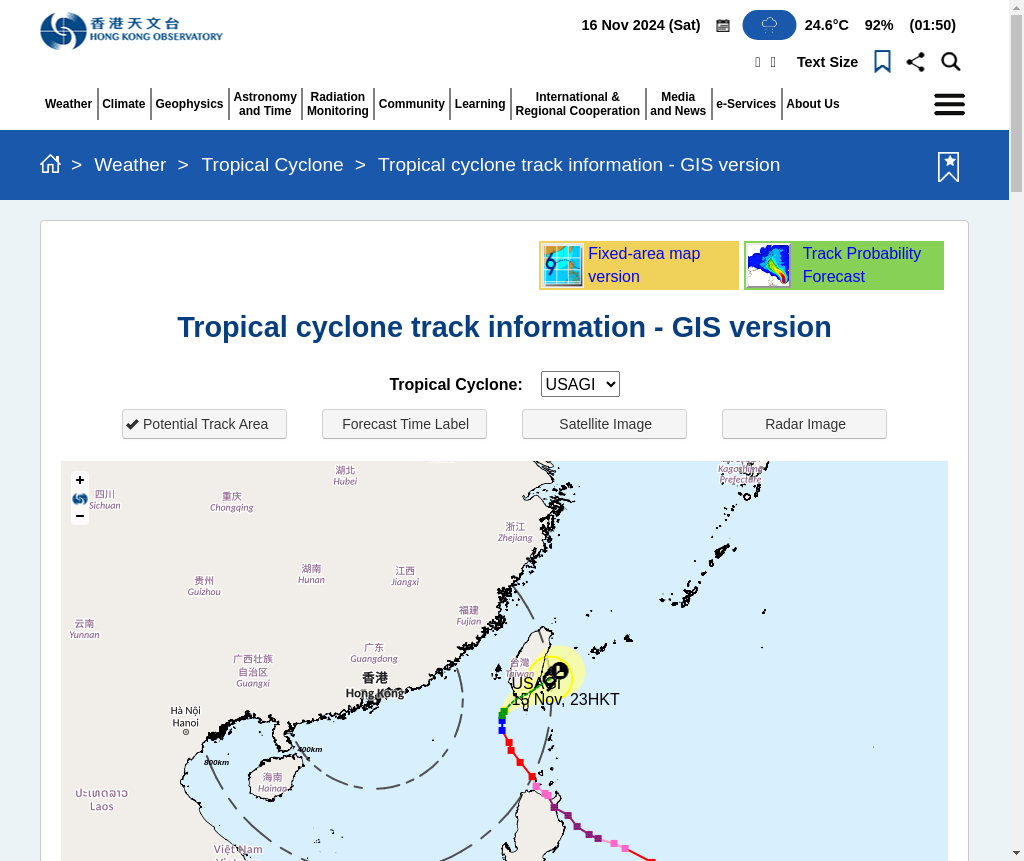 香港天文台
HONG KONG OBSERVATORY
16 Nov 2024 (Sat)
24.6°C
92%
(01:50)
Text Size
Weather
Climate
Geophysics
Astronomy
and Time
Radiation
Monitoring
Community
Learning
International &
Regional Cooperation
Media
and News
e-Services
About Us
> Weather > Tropical Cyclone > Tropical cyclone track information - GIS version
Fixed-area map
version
Track Probability
Forecast
Tropical cyclone track information - GIS version
Tropical Cyclone:
USAGI
Potential Track Area
Forecast Time Label
Satellite Image
Radar Image
+
−
四川
Sichuan
重庆
Chongqing
湖北
Hubei
Kagoshima
Prefecture
浙江
Zhejiang
贵州
Guizhou
湖南
Hunan
江西
Jiangxi
云南
Yunnan
福建
Fujian
广东
Guangdong
广西壮族
自治区
Guangxi
香港
Hong Kong
台灣
Taiwan
USAGI
15 Nov, 23HKT
Hà Nội
Hanoi
400km
800km
海南
Hainan
ປະເທດລາວ
Laos
Việt Nam